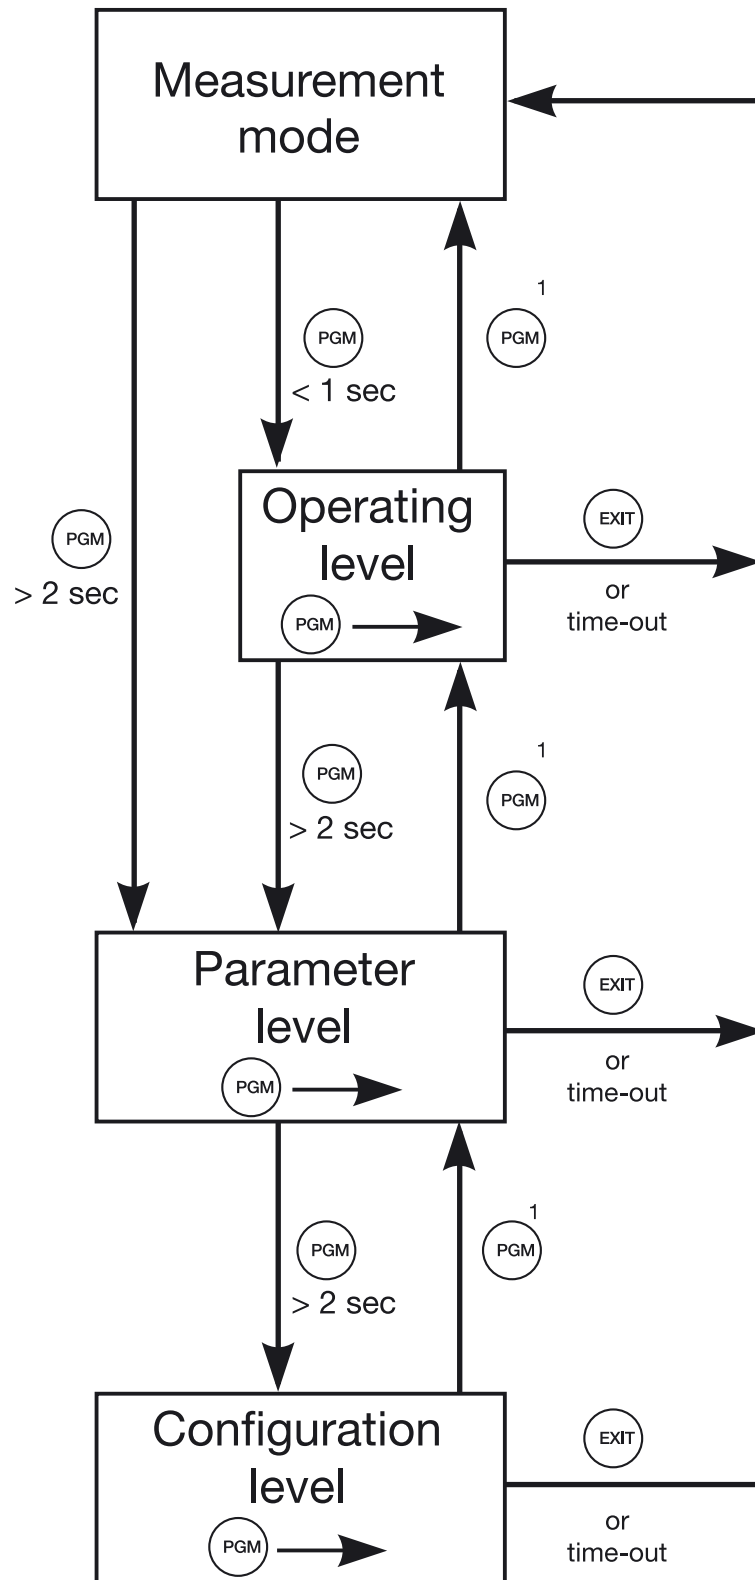 Measurement
mode
1
PGM
PGM
< 1 sec
Operating
level
EXIT
PGM
> 2 sec
or
time-out
PGM
1
PGM
PGM
> 2 sec
Parameter
level
EXIT
or
time-out
PGM
1
PGM
PGM
> 2 sec
Configuration
level
EXIT
or
time-out
PGM